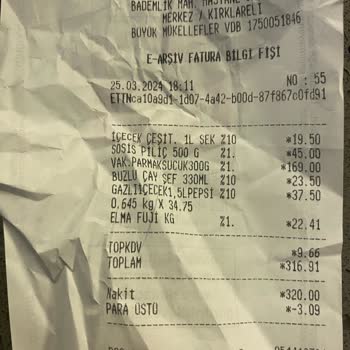 BADEMLİK MAH. HASTANE
MERKEZ / KIRKLARELİ
BÜYÜK MÜKELLEFLER VDB 1750051846
E-ARŞİV FATURA BİLGİ FİŞİ
25.03.2024 18:11 NO : 55
ETTN:ca10a9d1-1d07-4a42-b00d-87f867c0fd91
İÇECEK ÇEŞİT. 1L SEK %10 *19.50
SOSİS PİLİÇ 500 G %1. *45.00
VAK.PARMAKSUCUK300G %1. *169.00
BUZLU ÇAY ŞEF 330ML %10 *23.50
GAZLIİÇECEK1,5LPEPSI %10 *37.50
0.645 kg X 34.75
ELMA FUJİ KG %1. *22.41
TOPKDV *9.66
TOPLAM *316.91
Nakit *320.00
PARA ÜSTÜ *-3.09